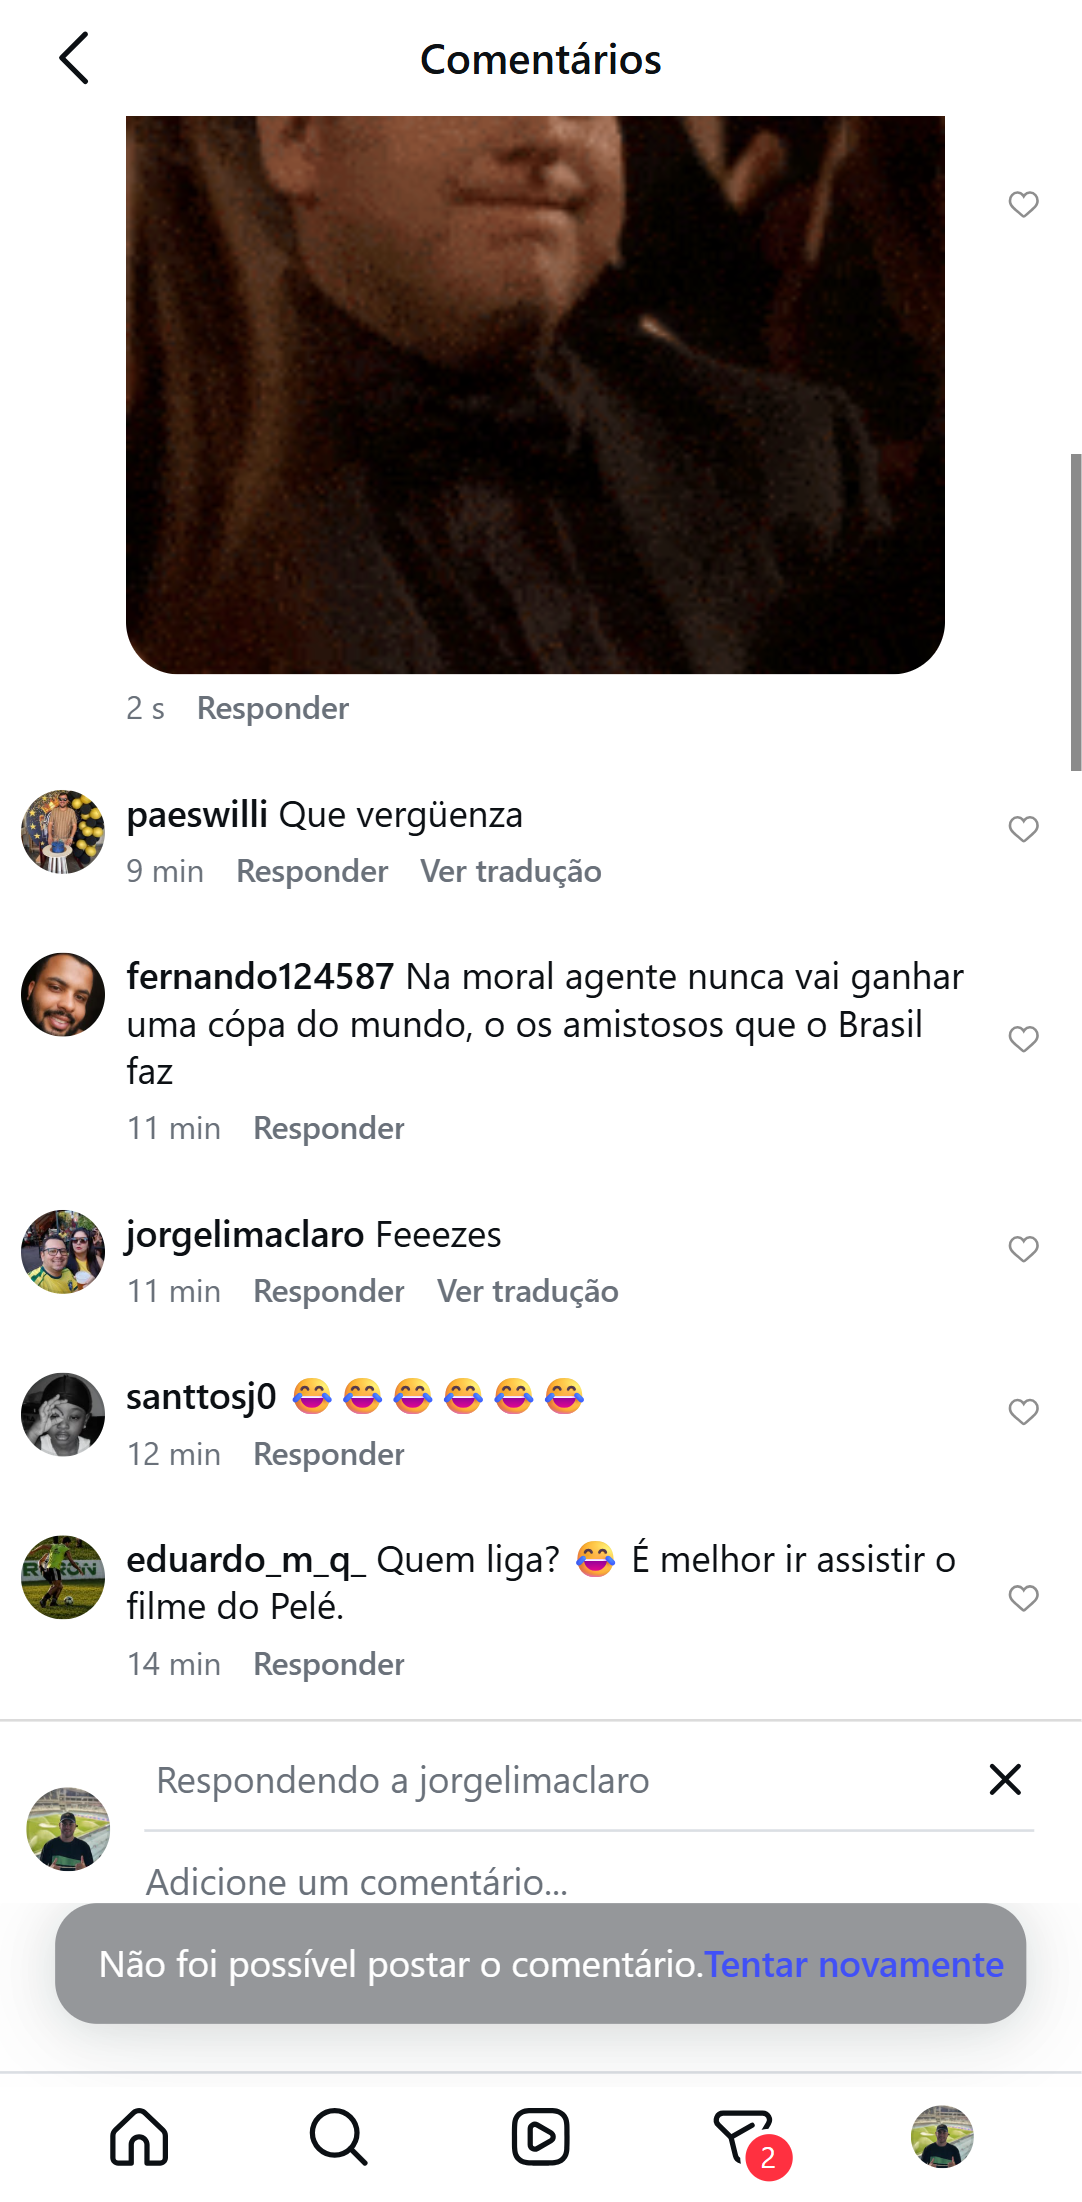 Comentários
2 s Responder
paeswilli Que vergüenza
9 min Responder Ver tradução
fernando124587 Na moral agente nunca vai ganhar
uma cópa do mundo, o os amistosos que o Brasil
faz
11 min Responder
jorgelimaclaro Feeezes
11 min Responder Ver tradução
santtosj0 😂😂😂😂😂😂
12 min Responder
eduardo_m_q_ Quem liga? 😂 É melhor ir assistir o
filme do Pelé.
14 min Responder
Respondendo a jorgelimaclaro
Adicione um comentário...
Não foi possível postar o comentário.Tentar novamente
2